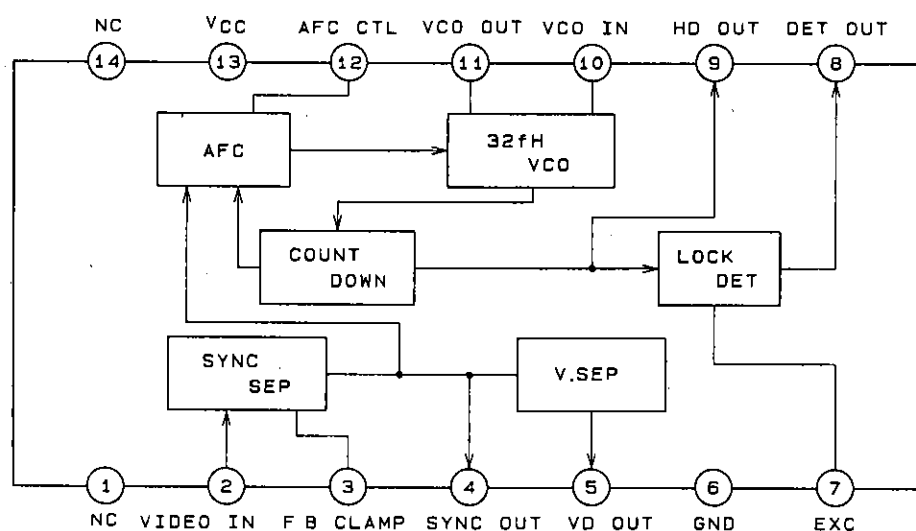 NC VCC AFC CTL VCO OUT VCO IN HD OUT DET OUT
14 13 12 11 10 9 8
AFC
32fH
VCO
COUNT
DOWN
LOCK
DET
SYNC
SEP
V.SEP
1 2 3 4 5 6 7
NC VIDEO IN FB CLAMP SYNC OUT VD OUT GND EXC